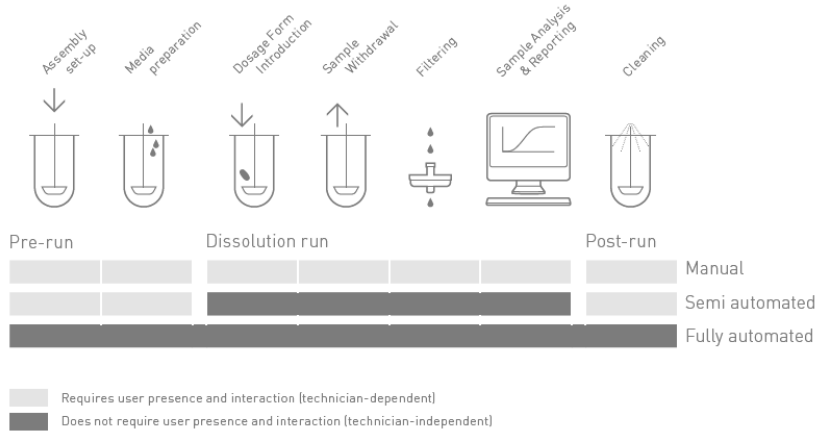 Assembly
set-up
Media
preparation
Dosage Form
Introduction
Sample
Withdrawal
Filtering
Sample Analysis
& Reporting
Cleaning
Pre-run
Dissolution run
Post-run
Manual
Semi automated
Fully automated
Requires user presence and interaction (technician-dependent)
Does not require user presence and interaction (technician-independent)